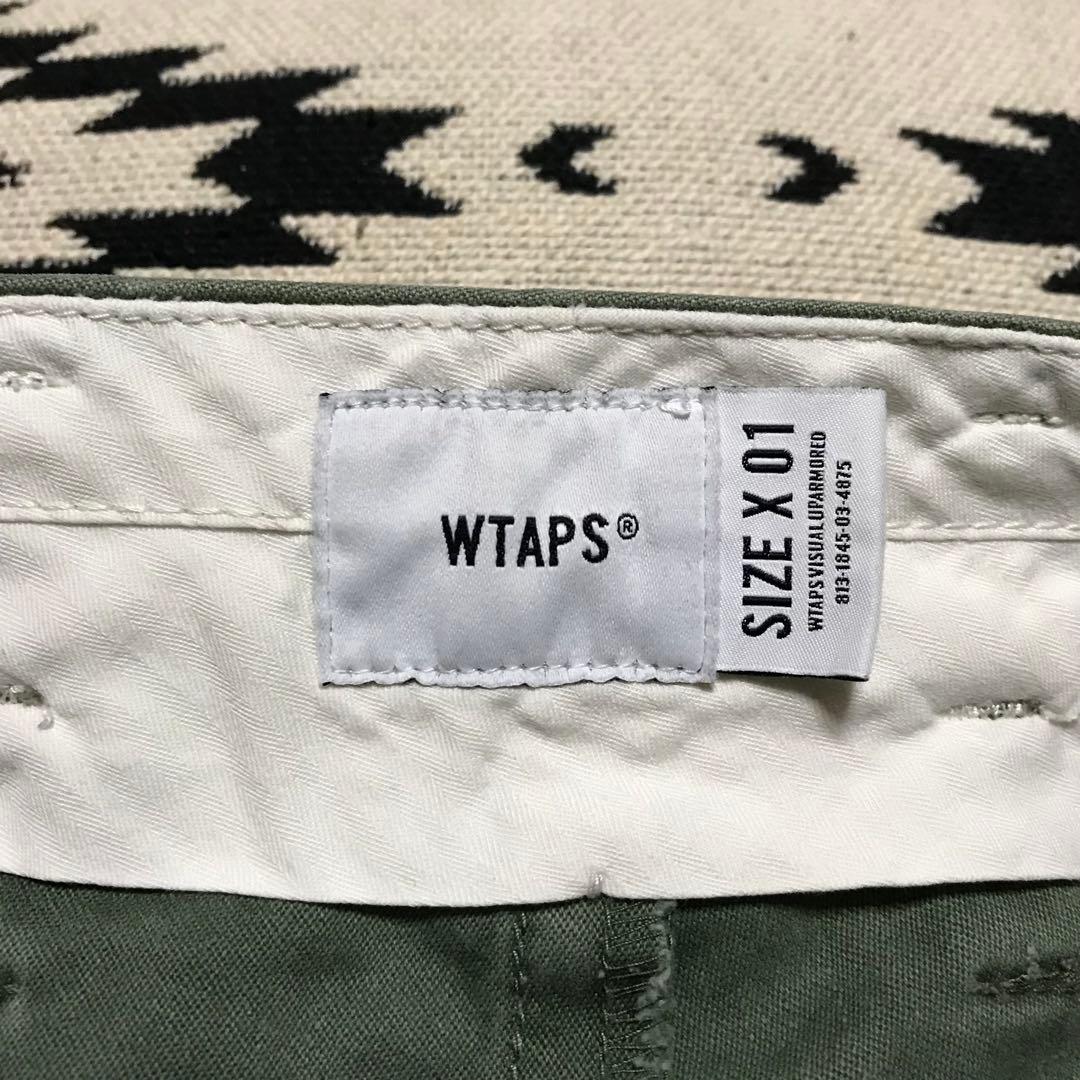 WTAPS®
SIZE X 01
WTAPS VISUAL UPARMORED
813-1845-03-4875